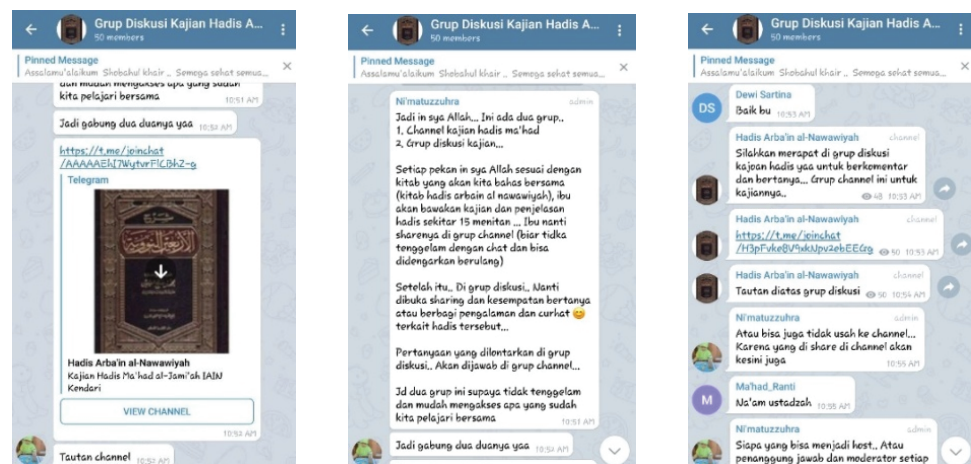 Grup Diskusi Kajian Hadis A...
50 members
Pinned Message
Assalamu'alaikum Shobahul khair .. Semoga sehat semua...
dan mudah mengakses apa yang sudah
kita pelajari bersama
10:51 AM
Jadi gabung dua duanya yaa 10:52 AM
https://t.me/joinchat
Telegram
Hadis Arba'in al-Nawawiyah
Kajian Hadis Ma'had al-Jami'ah IAIN
Kendari
VIEW CHANNEL
10:52 AM
Tautan channel 10:52 AM
Grup Diskusi Kajian Hadis A...
50 members
Pinned Message
Assalamu'alaikum Shobahul khair .. Semoga sehat semua...
Ni'matuzzuhra admin
Jadi in sya Allah... Ini ada dua grup..
1. Channel kajian hadis ma'had
2. Grup diskusi kajian...
Setiap pekan in sya Allah sesuai dengan
kitab yang akan kita bahas bersama
(kitab hadis arbain al nawawiyah), ibu
akan bawakan kajian dan penjelasan
hadis sekitar 15 menitan ... Ibu nanti
sharenya di grup channel (biar tidka
tenggelam dengan chat dan bisa
didengarkan berulang)
Setelah itu.. Di grup diskusi.. Nanti
dibuka sharing dan kesempatan bertanya
atau berbagi pengalaman dan curhat 😄
terkait hadis tersebut...
Pertanyaan yang dilontarkan di grup
diskusi.. Akan dijawab di grup channel...
Jd dua grup ini supaya tidak tenggelam
dan mudah mengakses apa yang sudah
kita pelajari bersama
10:51 AM
Jadi gabung dua duanya yaa 10:52 AM
Grup Diskusi Kajian Hadis A...
50 members
Pinned Message
Assalamu'alaikum Shobahul khair .. Semoga sehat semua...
DS
Dewi Sartina
Baik bu 10:53 AM
Hadis Arba'in al-Nawawiyah channel
Silahkan merapat di grup diskusi
kajoan hadis yaa untuk berkomentar
dan bertanya... Grup channel ini untuk
kajiannya..
48 10:53 AM
Hadis Arba'in al-Nawawiyah channel
https://t.me/joinchat
50 10:53 AM
Hadis Arba'in al-Nawawiyah channel
Tautan diatas grup diskusi 50 10:54 AM
Ni'matuzzuhra admin
Atau bisa juga tidak usah ke channel...
Karena yang di share di channel akan
kesini juga
10:55 AM
M
Ma'had_Ranti
Na'am ustadzah 10:55 AM
Ni'matuzzuhra admin
Siapa yang bisa menjadi host.. Atau
penanggung jawab dan moderator setiap